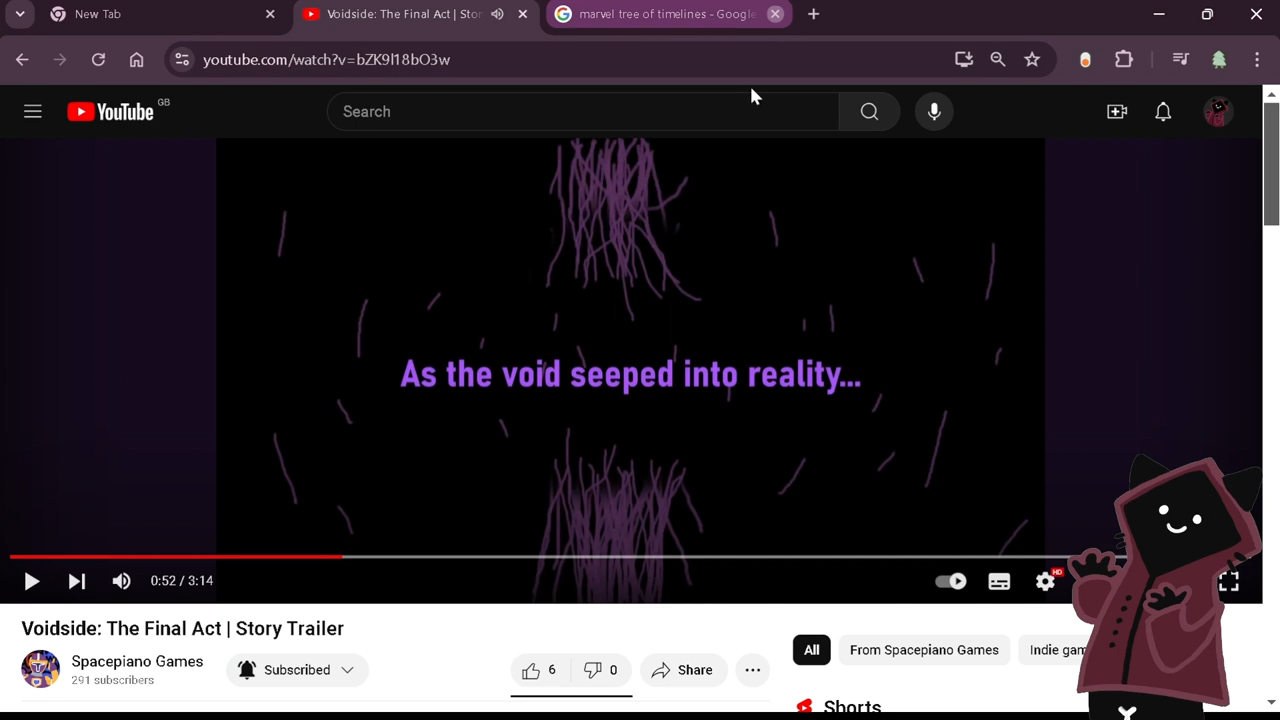 New Tab
Voidside: The Final Act | Stor
marvel tree of timelines - Google
youtube.com/watch?v=bZK9l18bO3w
YouTube GB
Search
As the void seeped into reality...
0:52 / 3:14
HD
Voidside: The Final Act | Story Trailer
Spacepiano Games
291 subscribers
Subscribed
6
0
Share
All
From Spacepiano Games
Indie gam
Shorts